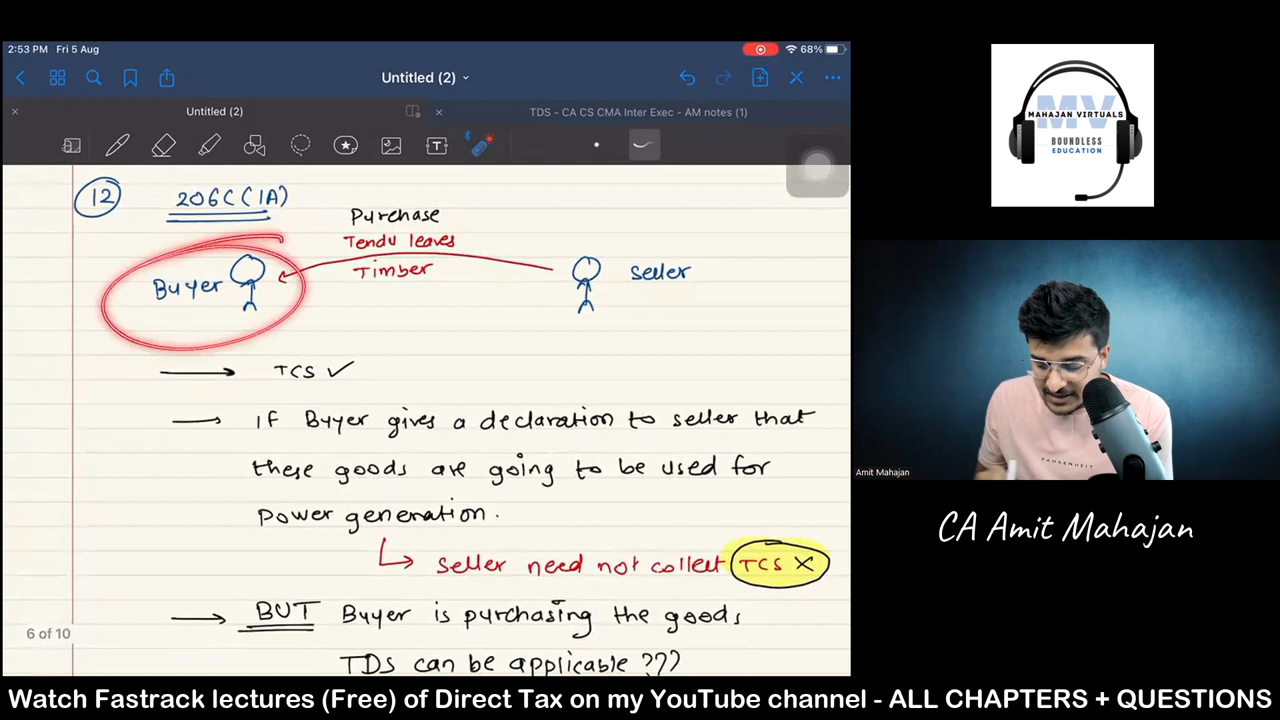 2:53 PM Fri 5 Aug
68%
Untitled (2)
Untitled (2)
TDS - CA CS CMA Inter Exec - AM notes (1)
12
206C(1A)
Purchase
Tendu leaves
Timber
Buyer
Seller
TCS ✓
If Buyer gives a declaration to seller that
these goods are going to be used for
power generation.
Seller need not collect TCS X
BUT Buyer is purchasing the goods
TDS can be applicable ???
6 of 10
MV
MAHAJAN VIRTUALS
BOUNDLESS
EDUCATION
FAHRENHEIT
Amit Mahajan
CA Amit Mahajan
Watch Fastrack lectures (Free) of Direct Tax on my YouTube channel - ALL CHAPTERS + QUESTIONS